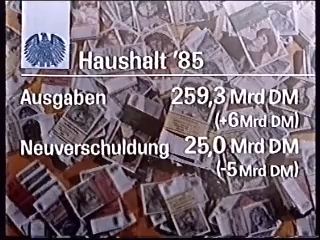 Haushalt '85
Ausgaben 259,3 Mrd DM
(+6 Mrd DM)
Neuverschuldung 25,0 Mrd DM
(-5 Mrd DM)